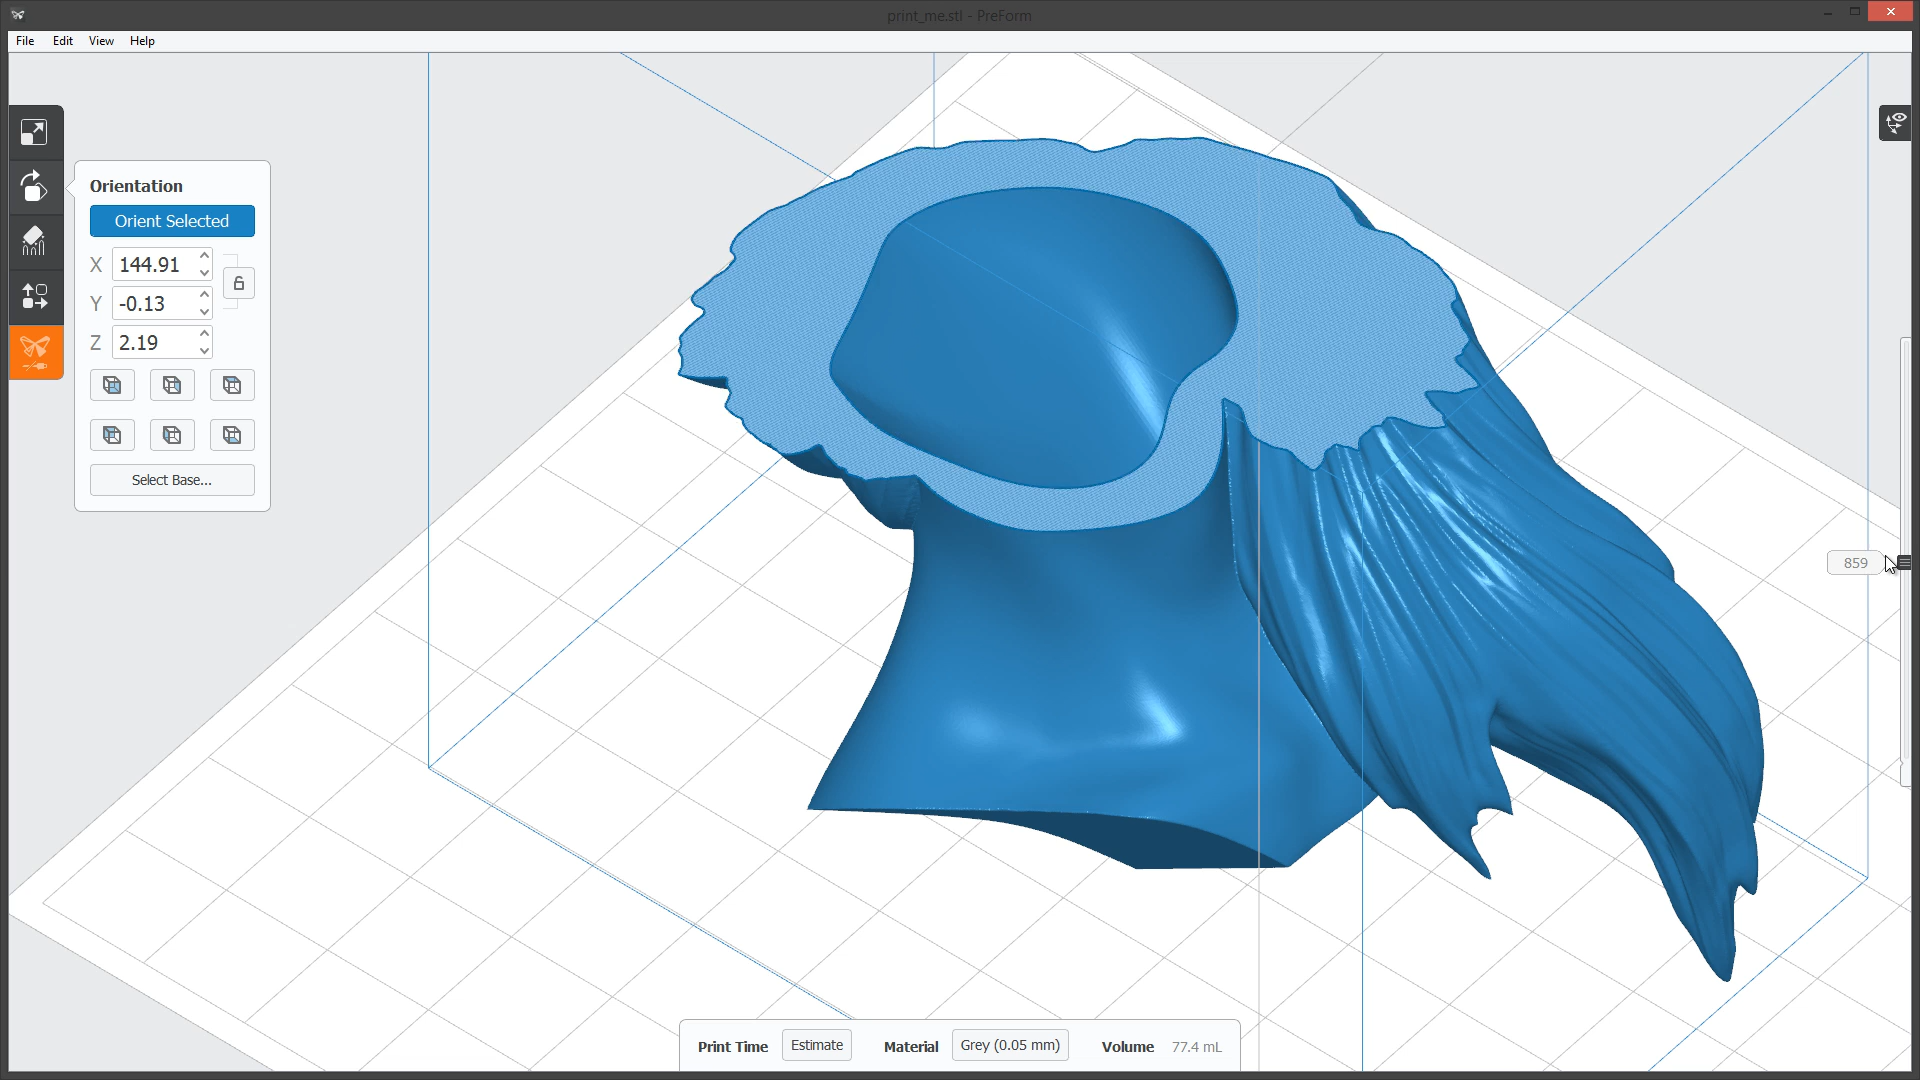 print_me.stl - PreForm
File Edit View Help
Orientation
Orient Selected
X 144.91
Y -0.13
Z 2.19
Select Base...
859
Print Time Estimate Material Grey (0.05 mm) Volume 77.4 mL